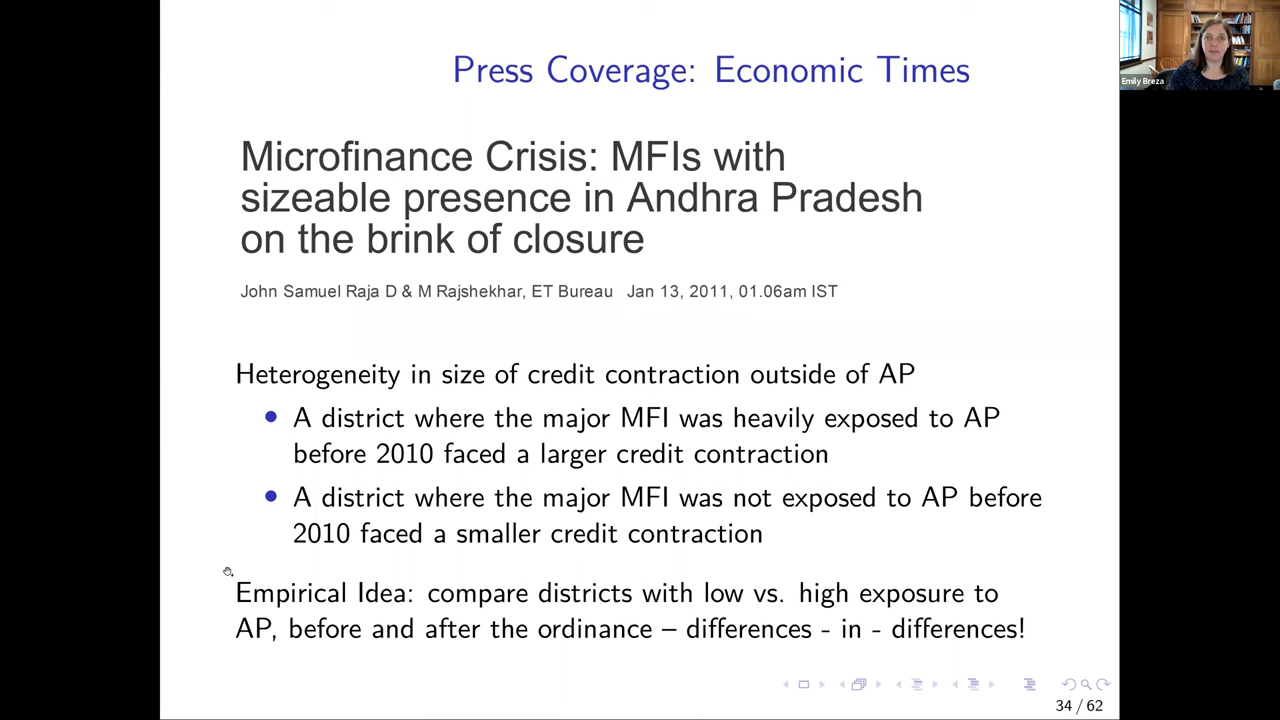 Press Coverage: Economic Times
Emily Breza
Microfinance Crisis: MFIs with
sizeable presence in Andhra Pradesh
on the brink of closure
John Samuel Raja D & M Rajshekhar, ET Bureau Jan 13, 2011, 01.06am IST
Heterogeneity in size of credit contraction outside of AP
• A district where the major MFI was heavily exposed to AP
before 2010 faced a larger credit contraction
• A district where the major MFI was not exposed to AP before
2010 faced a smaller credit contraction
Empirical Idea: compare districts with low vs. high exposure to
AP, before and after the ordinance – differences - in - differences!
34 / 62